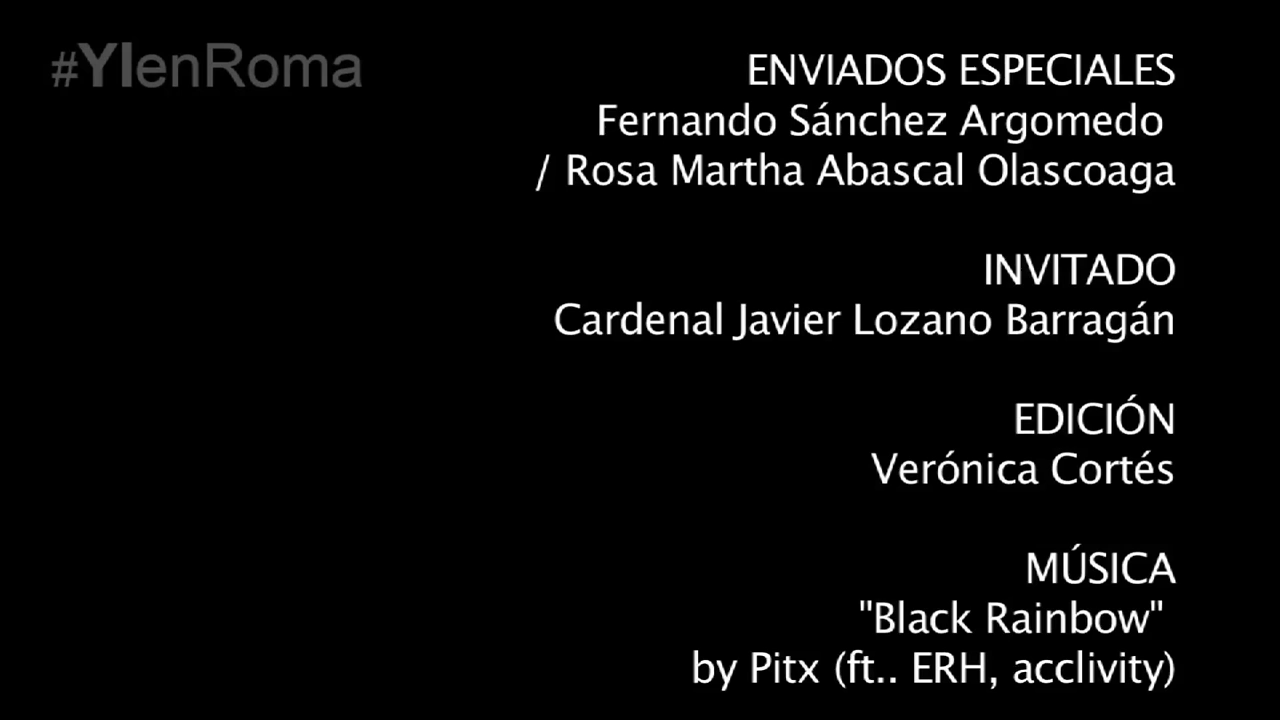 #YIenRoma
ENVIADOS ESPECIALES
Fernando Sánchez Argomedo
/ Rosa Martha Abascal Olascoaga
INVITADO
Cardenal Javier Lozano Barragán
EDICIÓN
Verónica Cortés
MÚSICA
"Black Rainbow"
by Pitx (ft.. ERH, acclivity)